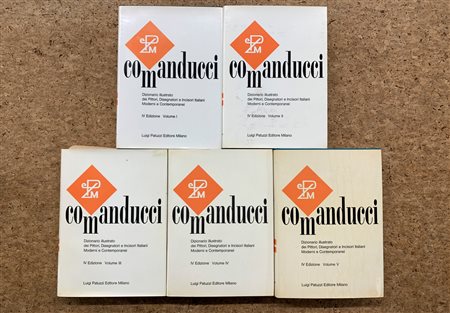 comanducci
Dizionario illustrato
dei Pittori, Disegnatori e Incisori Italiani
Moderni e Contemporanei
IV Edizione Volume I
Luigi Patuzzi Editore Milano
comanducci
Dizionario illustrato
dei Pittori, Disegnatori e Incisori Italiani
Moderni e Contemporanei
IV Edizione Volume II
Luigi Patuzzi Editore Milano
comanducci
Dizionario illustrato
dei Pittori, Disegnatori e Incisori Italiani
Moderni e Contemporanei
IV Edizione Volume III
Luigi Patuzzi Editore Milano
comanducci
Dizionario illustrato
dei Pittori, Disegnatori e Incisori Italiani
Moderni e Contemporanei
IV Edizione Volume IV
Luigi Patuzzi Editore Milano
comanducci
Dizionario illustrato
dei Pittori, Disegnatori e Incisori Italiani
Moderni e Contemporanei
IV Edizione Volume V
Luigi Patuzzi Editore Milano